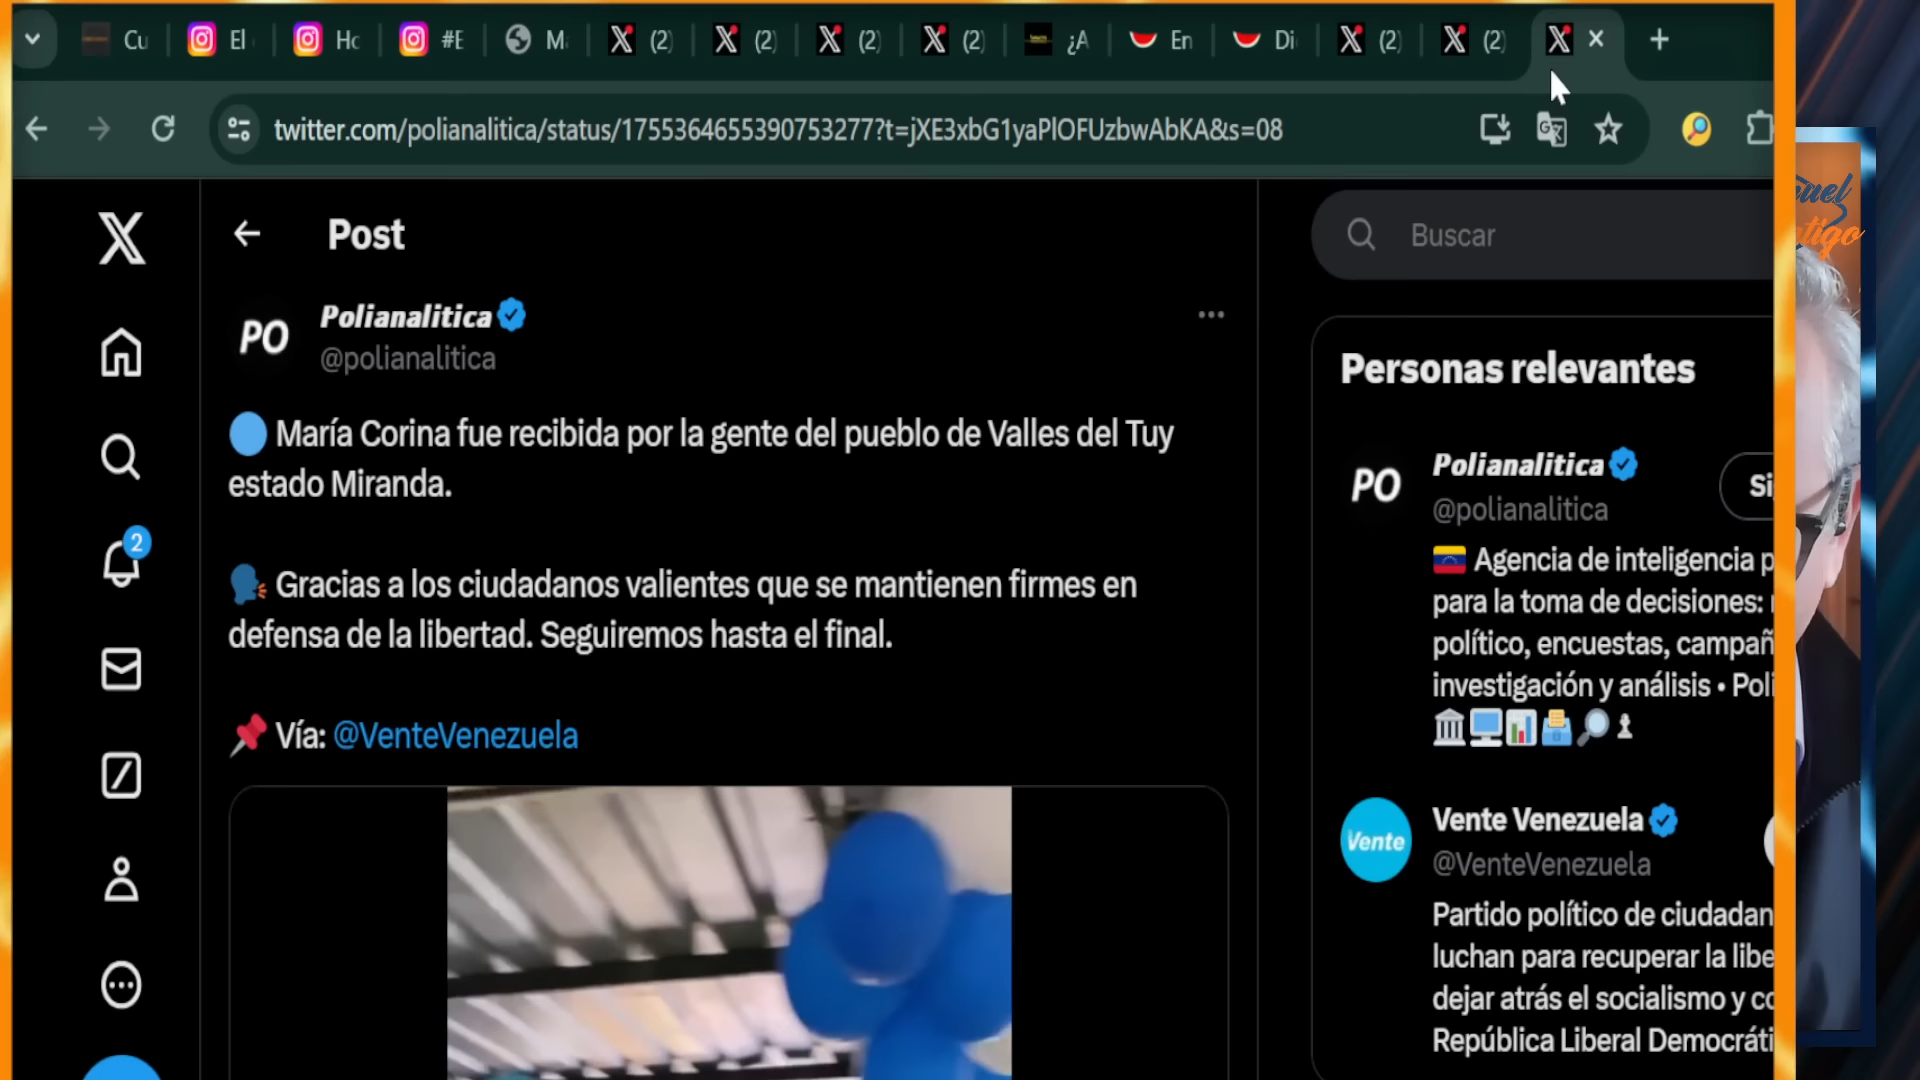 Cu
El
Ho
#E
M
(2)
(2)
(2)
(2)
¿A
En
Di
(2)
(2)
twitter.com/polianalitica/status/1755364655390753277?t=jXE3xbG1yaPlOFUzbwAbKA&s=08
Post
Polianalitica
PO
@polianalitica
María Corina fue recibida por la gente del pueblo de Valles del Tuy
estado Miranda.
Gracias a los ciudadanos valientes que se mantienen firmes en
defensa de la libertad. Seguiremos hasta el final.
Vía: @VenteVenezuela
2
Buscar
Personas relevantes
Polianalitica
PO
@polianalitica
Si
Agencia de inteligencia p
para la toma de decisiones:
político, encuestas, campañ
investigación y análisis • Poli
Vente Venezuela
Vente
@VenteVenezuela
Partido político de ciudadan
luchan para recuperar la libe
dejar atrás el socialismo y co
República Liberal Democráti
uel
tigo